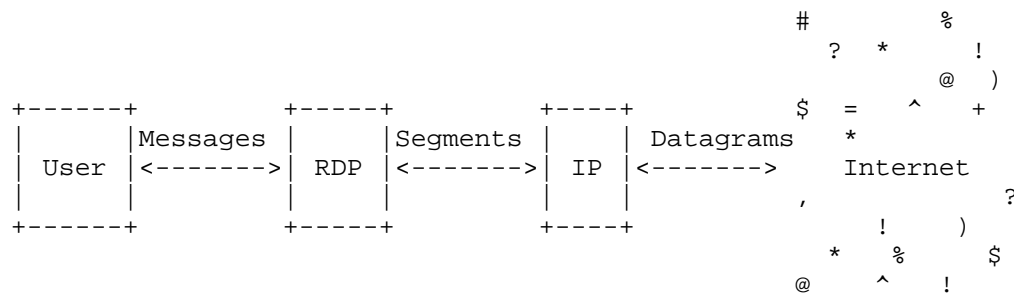 #       %
?   *     !
@   )
+------+          +-----+          +----+          $   =   ^   +
|      |Messages  |     |Segments  |    | Datagrams   *
| User |<------->| RDP |<------->| IP |<------->    Internet
|      |          |     |          |    |          ,             ?
+------+          +-----+          +----+              !     )
*    %      $
@    ^    !